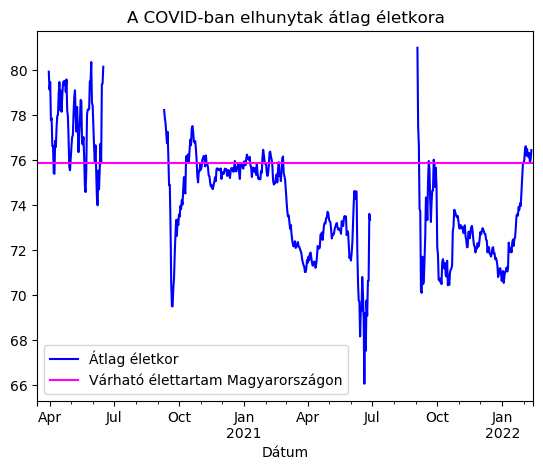 A COVID-ban elhunytak átlag életkora
80
78
76
74
72
70
68
66
Átlag életkor
Várható élettartam Magyarországon
Apr Jul Oct Jan Apr Jul Oct Jan
2021 2022
Dátum